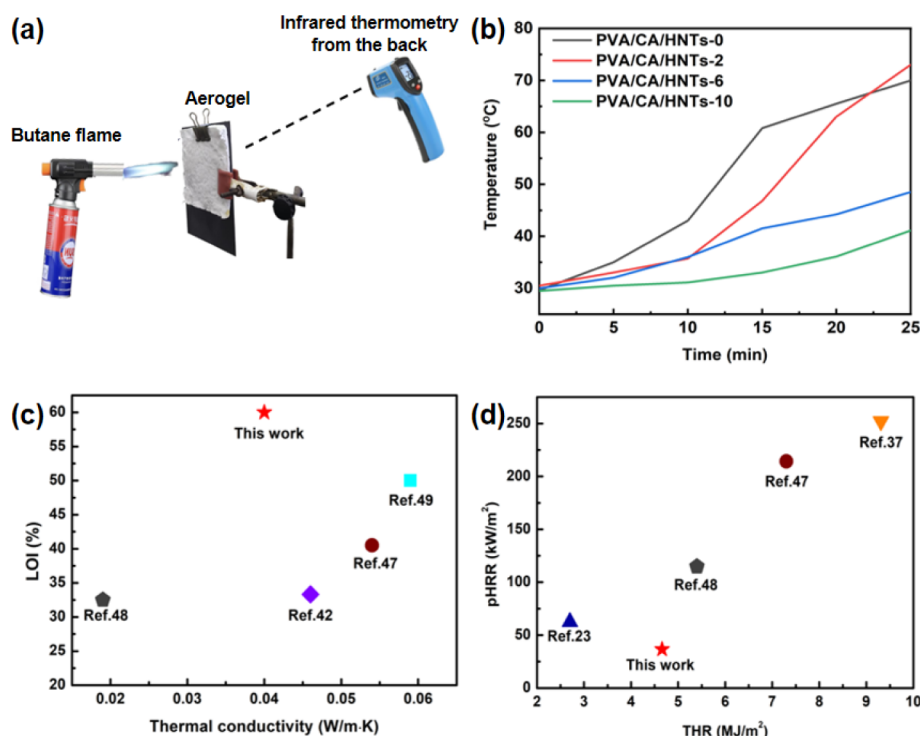 (a)
Infrared thermometry
from the back
Aerogel
Butane flame
(b)
PVA/CA/HNTs-0
PVA/CA/HNTs-2
PVA/CA/HNTs-6
PVA/CA/HNTs-10
Temperature (°C)
80
70
60
50
40
30
0
5
10
15
20
25
Time (min)
(c)
LOI (%)
60
55
50
45
40
35
30
25
20
This work
Ref.49
Ref.47
Ref.48
Ref.42
0.02
0.03
0.04
0.05
0.06
Thermal conductivity (W/m·K)
(d)
pHRR (kW/m²)
250
200
150
100
50
0
Ref.37
Ref.47
Ref.48
Ref.23
This work
2
3
4
5
6
7
8
9
10
THR (MJ/m²)